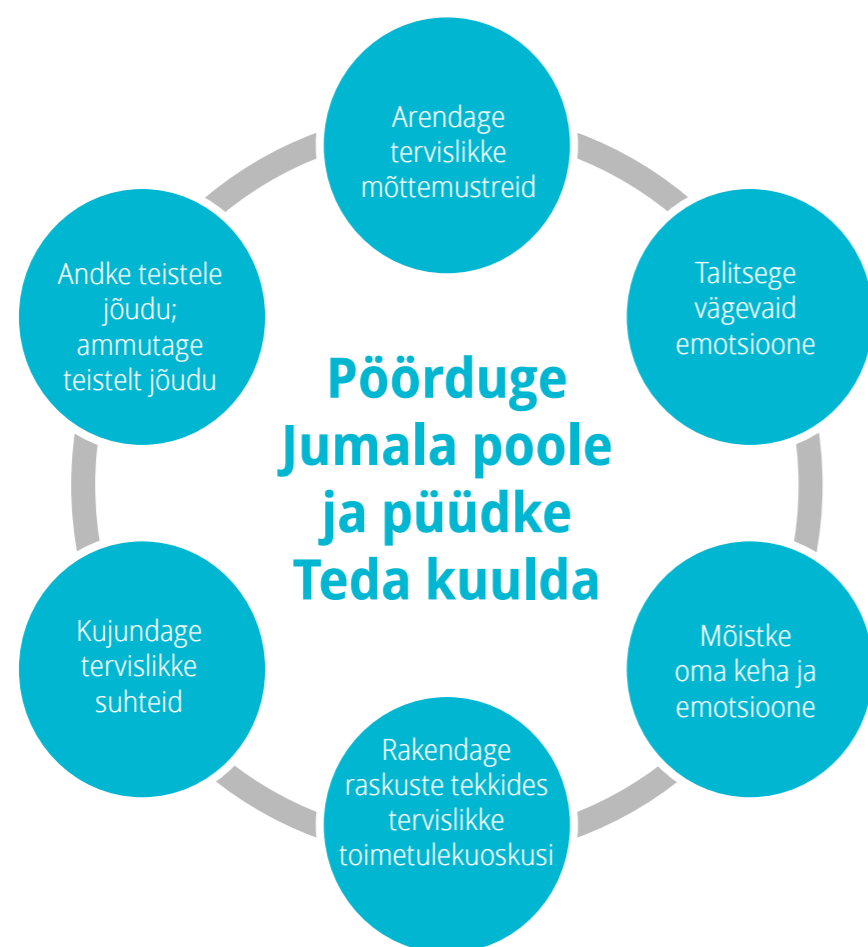 Arendage
tervislikke
mõttemustreid
Talitsege
vägevaid
emotsioone
Mõistke
oma keha ja
emotsioone
Rakendage
raskuste tekkides
tervislikke
toimetulekuoskusi
Kujundage
tervislikke
suhteid
Andke teistele
jõudu;
ammutage
teistelt jõudu
Pöörduge
Jumala poole
ja püüdke
Teda kuulda